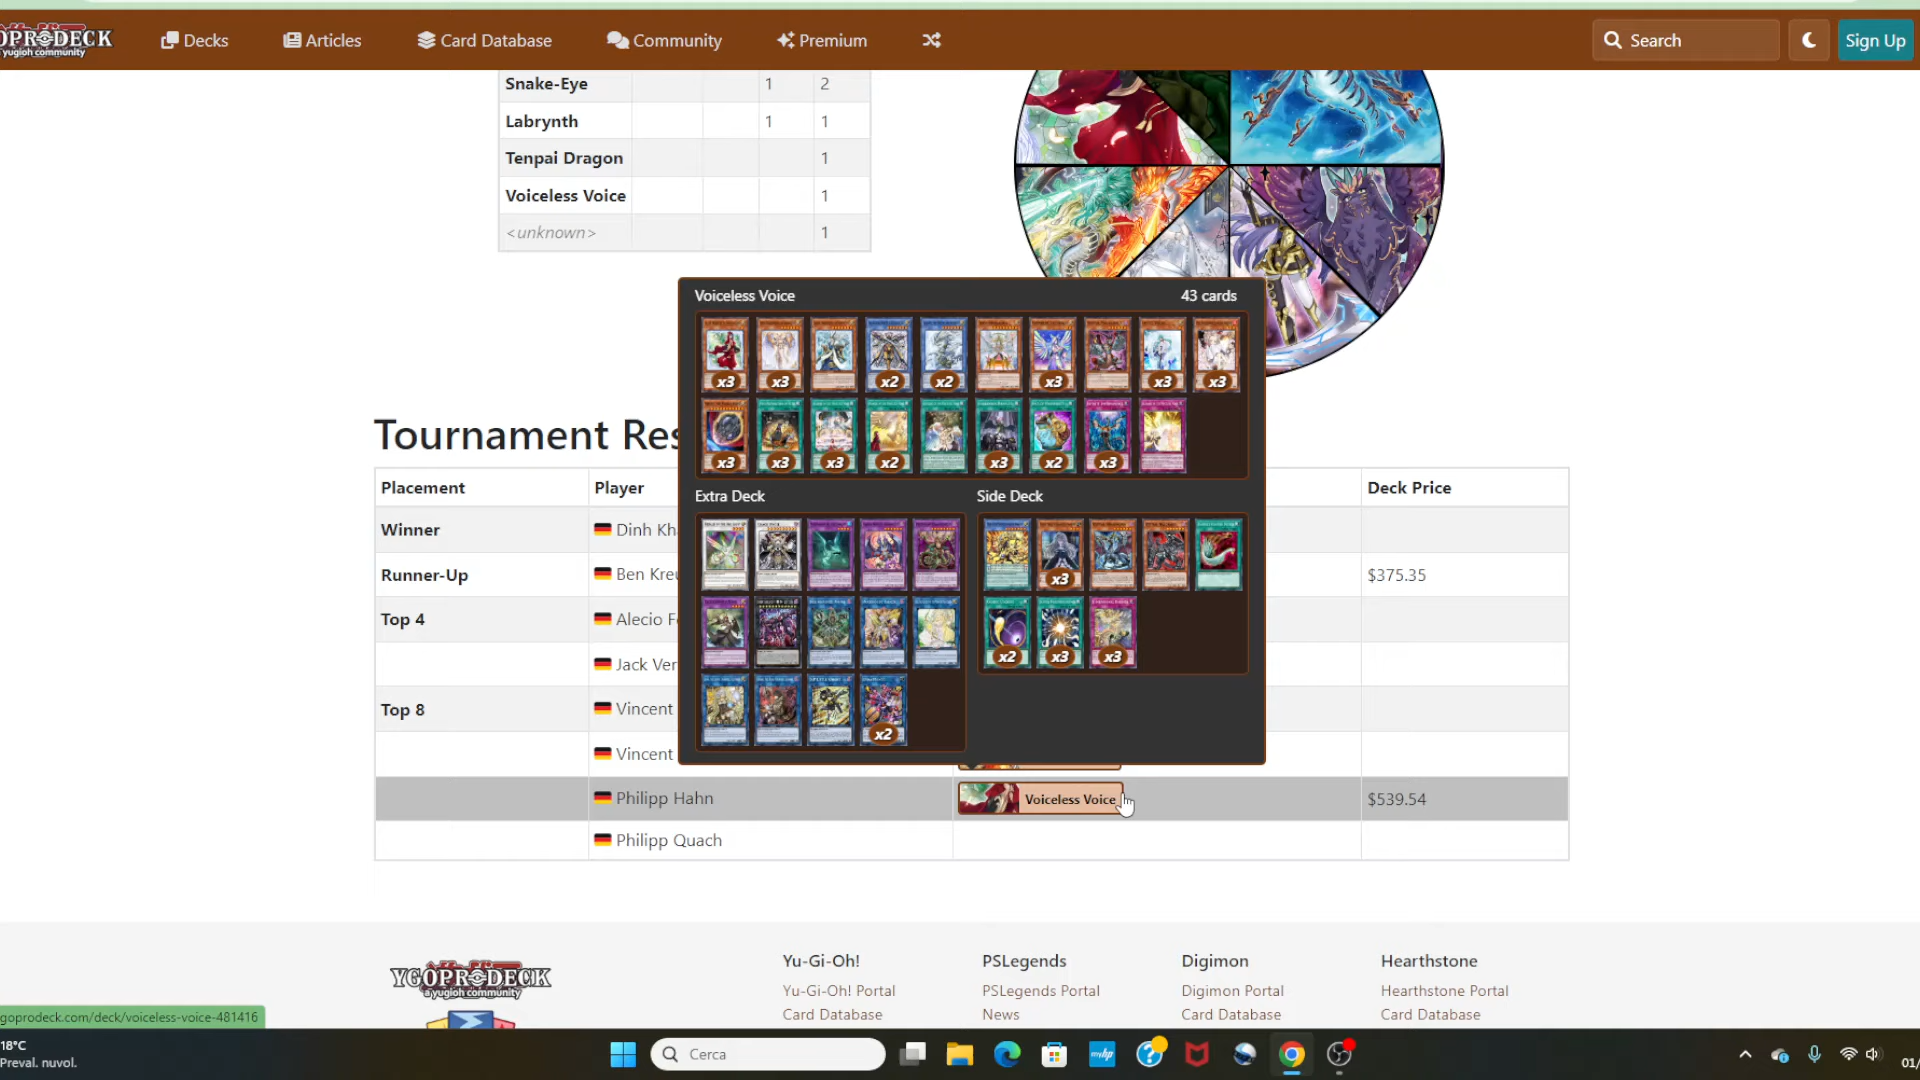 OPRODECK
a yugioh community
Decks
Articles
Card Database
Community
Premium
Search
Sign Up
Snake-Eye 1 2
Labrynth 1 1
Tenpai Dragon 1
Voiceless Voice 1
<unknown> 1
Voiceless Voice 43 cards
x3 x3 x2 x2 x3 x3 x3
x3 x3 x3 x2 x3 x2 x3
Extra Deck
Side Deck
x3
x2 x3 x3
x2
Tournament Res
Placement Player Deck Price
Winner Dinh Kh
Runner-Up Ben Kreu $375.35
Top 4 Alecio F
Jack Ver
Top 8 Vincent
Vincent
Philipp Hahn Voiceless Voice $539.54
Philipp Quach
YGOPRODECK
a yugioh community
Yu-Gi-Oh!
Yu-Gi-Oh! Portal
Card Database
PSLegends
PSLegends Portal
News
Digimon
Digimon Portal
Card Database
Hearthstone
Hearthstone Portal
Card Database
goprodeck.com/deck/voiceless-voice-481416
18°C
Preval. nuvol.
Cerca
myhp
01/